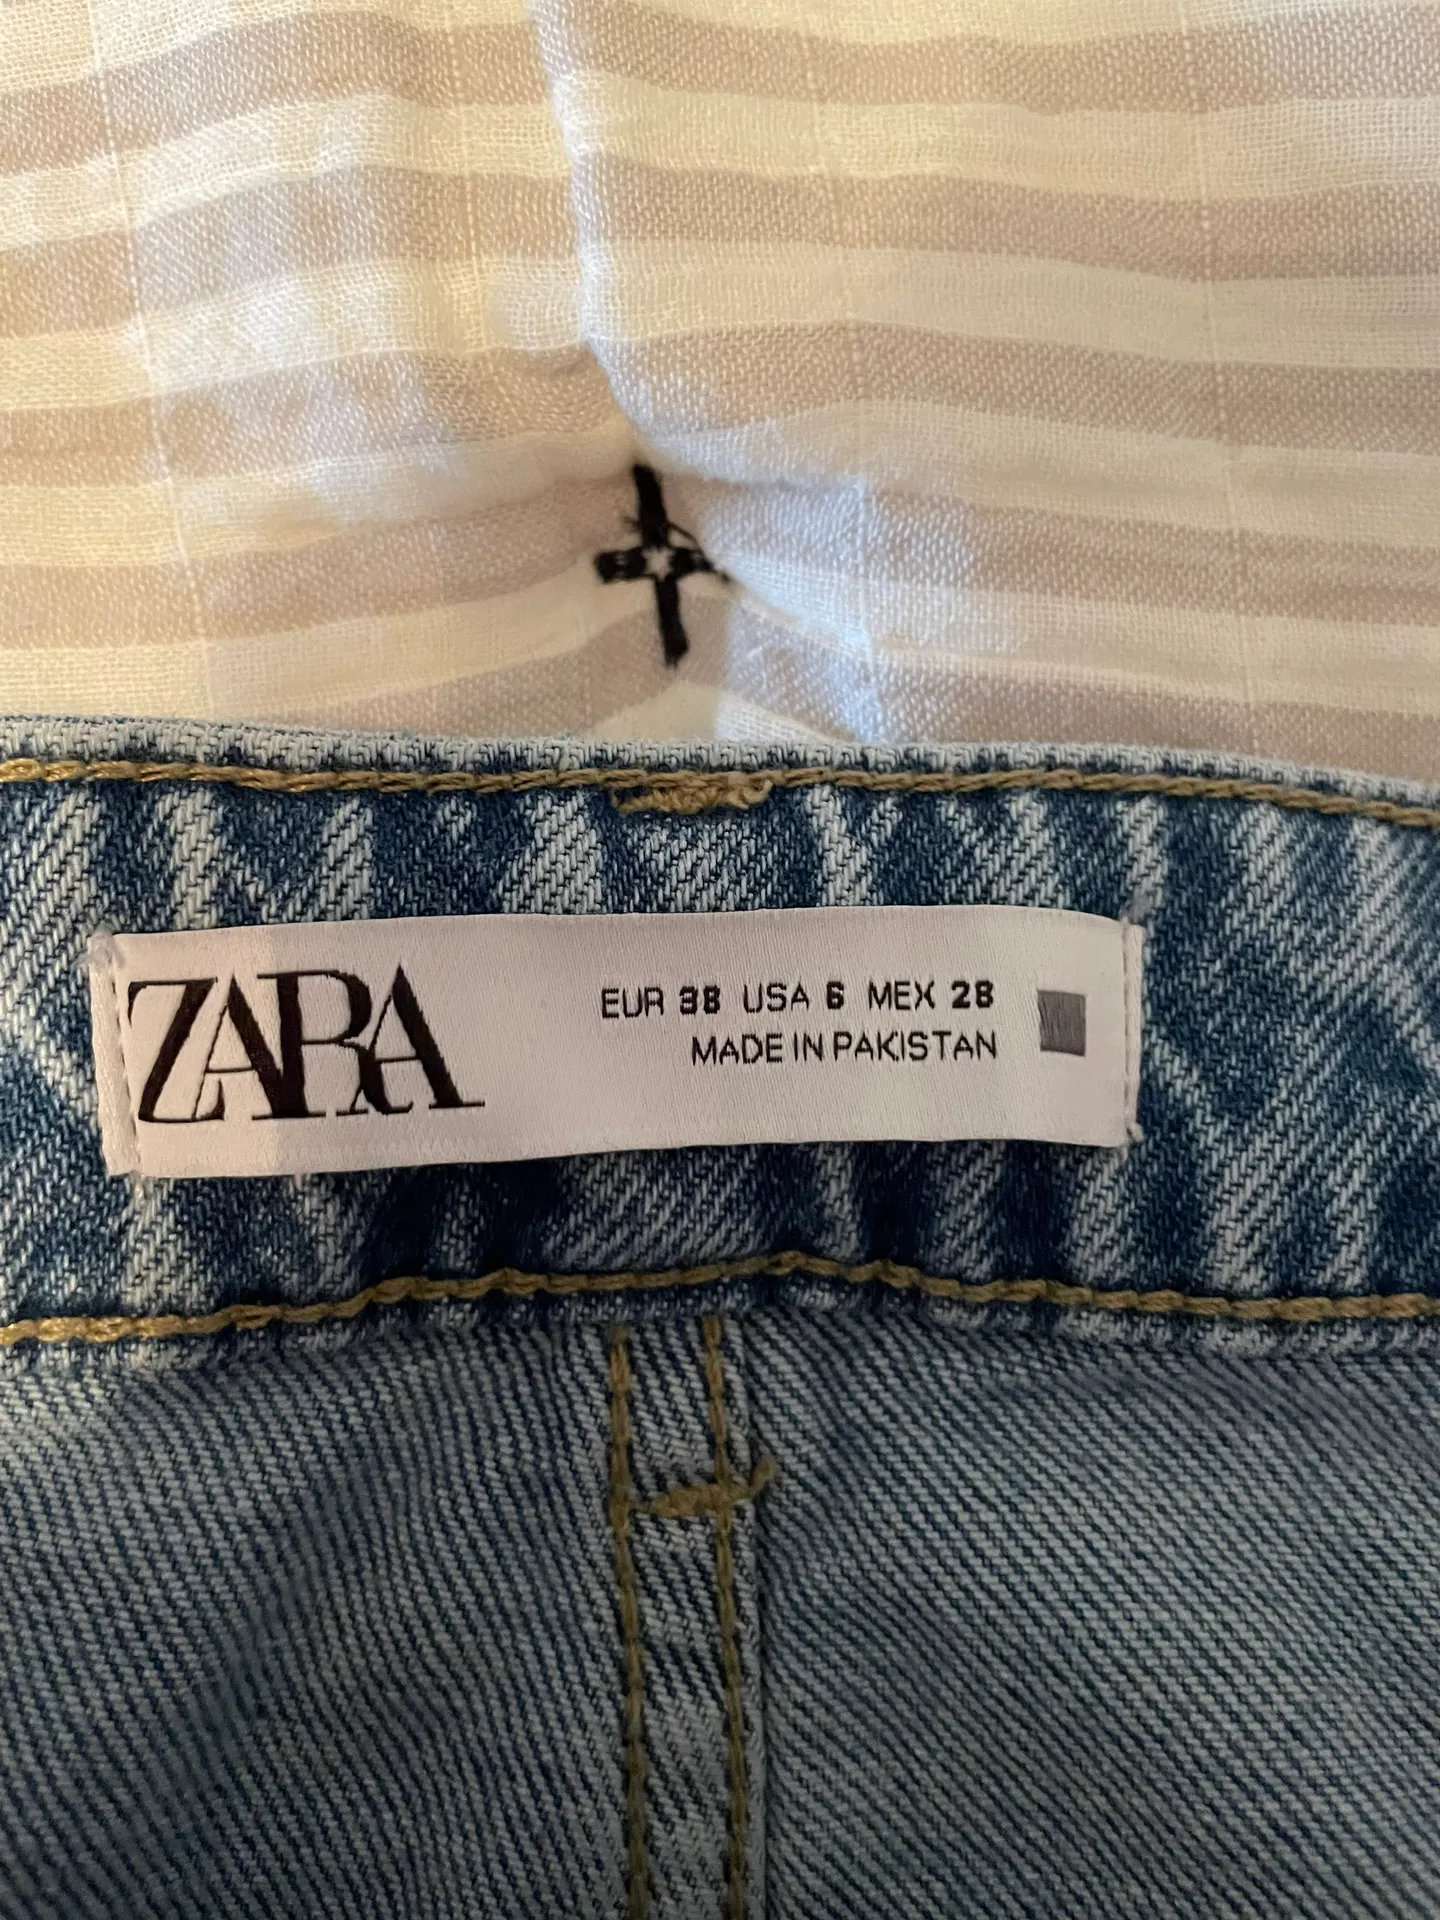 ZARA
EUR 38 USA 6 MEX 28
MADE IN PAKISTAN